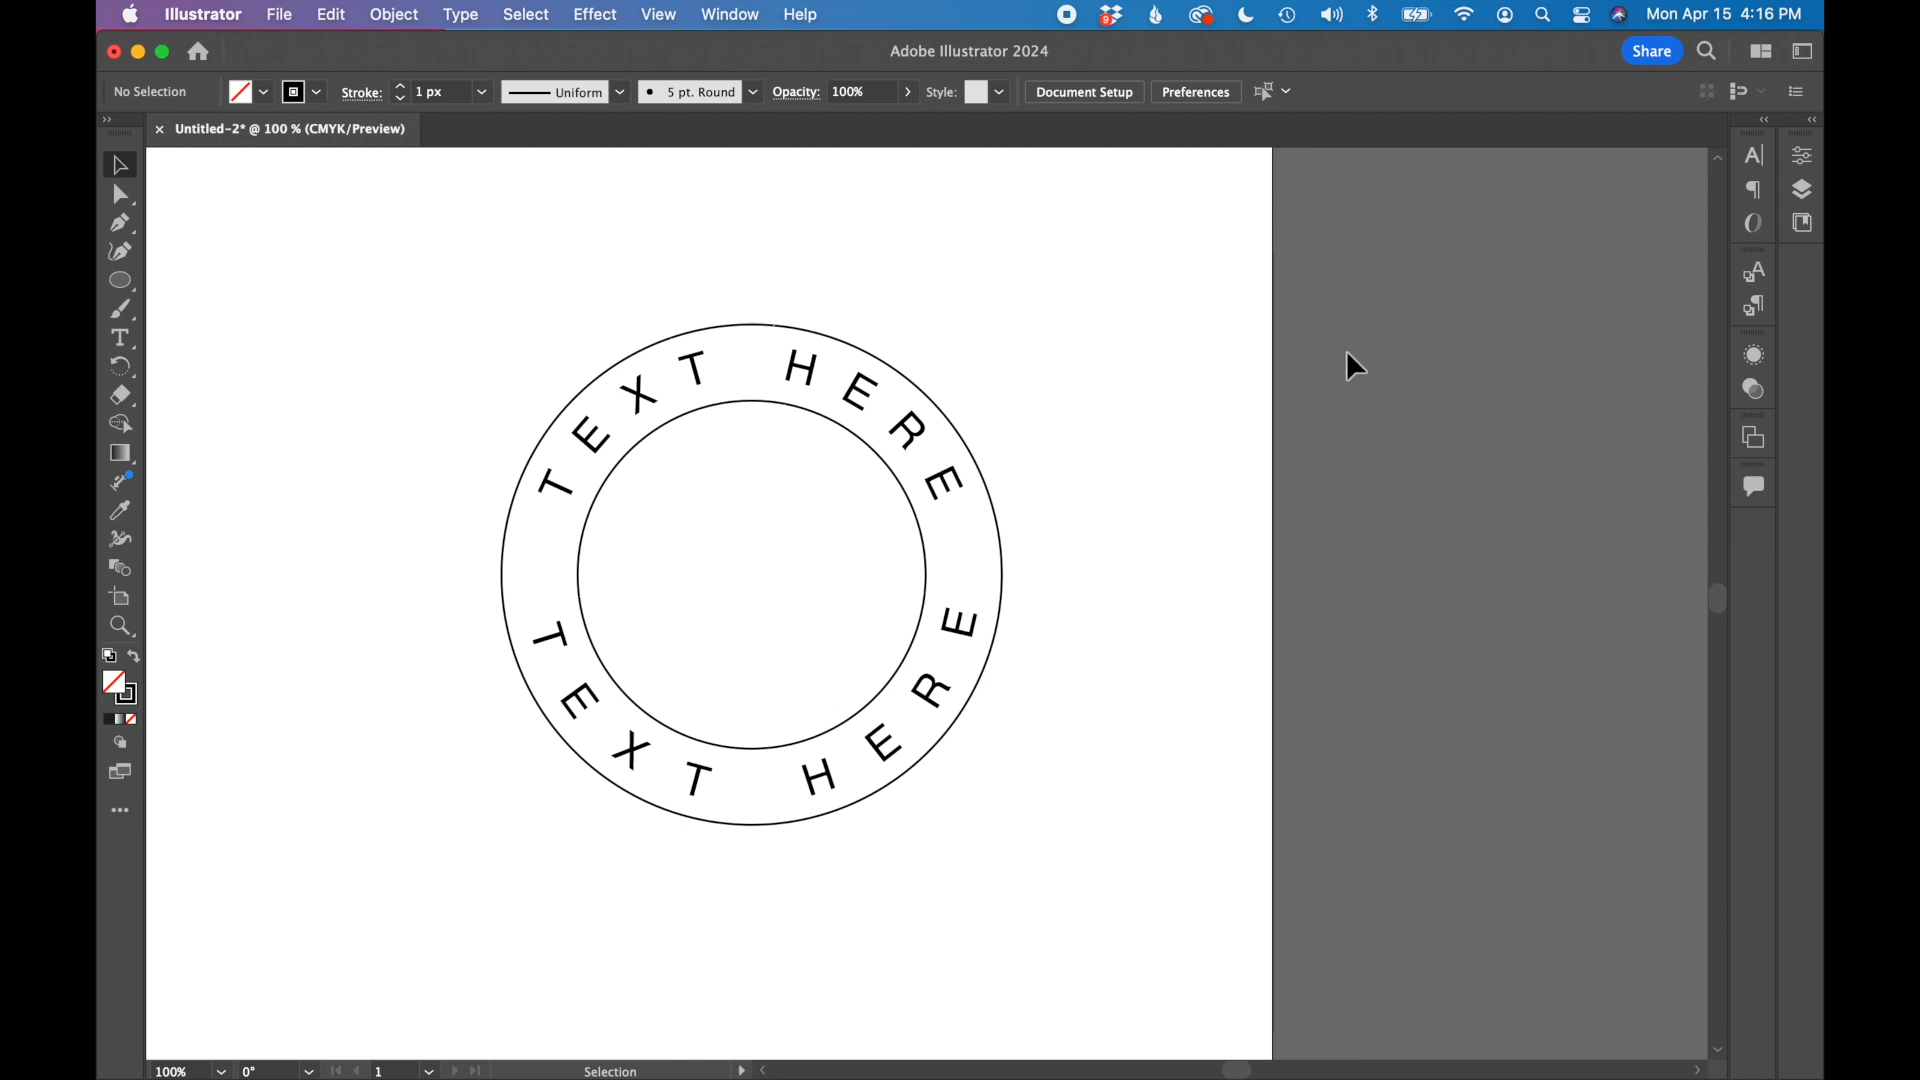 Illustrator File Edit Object Type Select Effect View Window Help 9 Mon Apr 15 4:16 PM
Adobe Illustrator 2024 Share
No Selection Stroke: 1 px Uniform 5 pt. Round Opacity: 100% Style: Document Setup Preferences
Untitled-2* @ 100 % (CMYK/Preview)
TEXT HERE
TEXT HERE
100% 0° 1 Selection